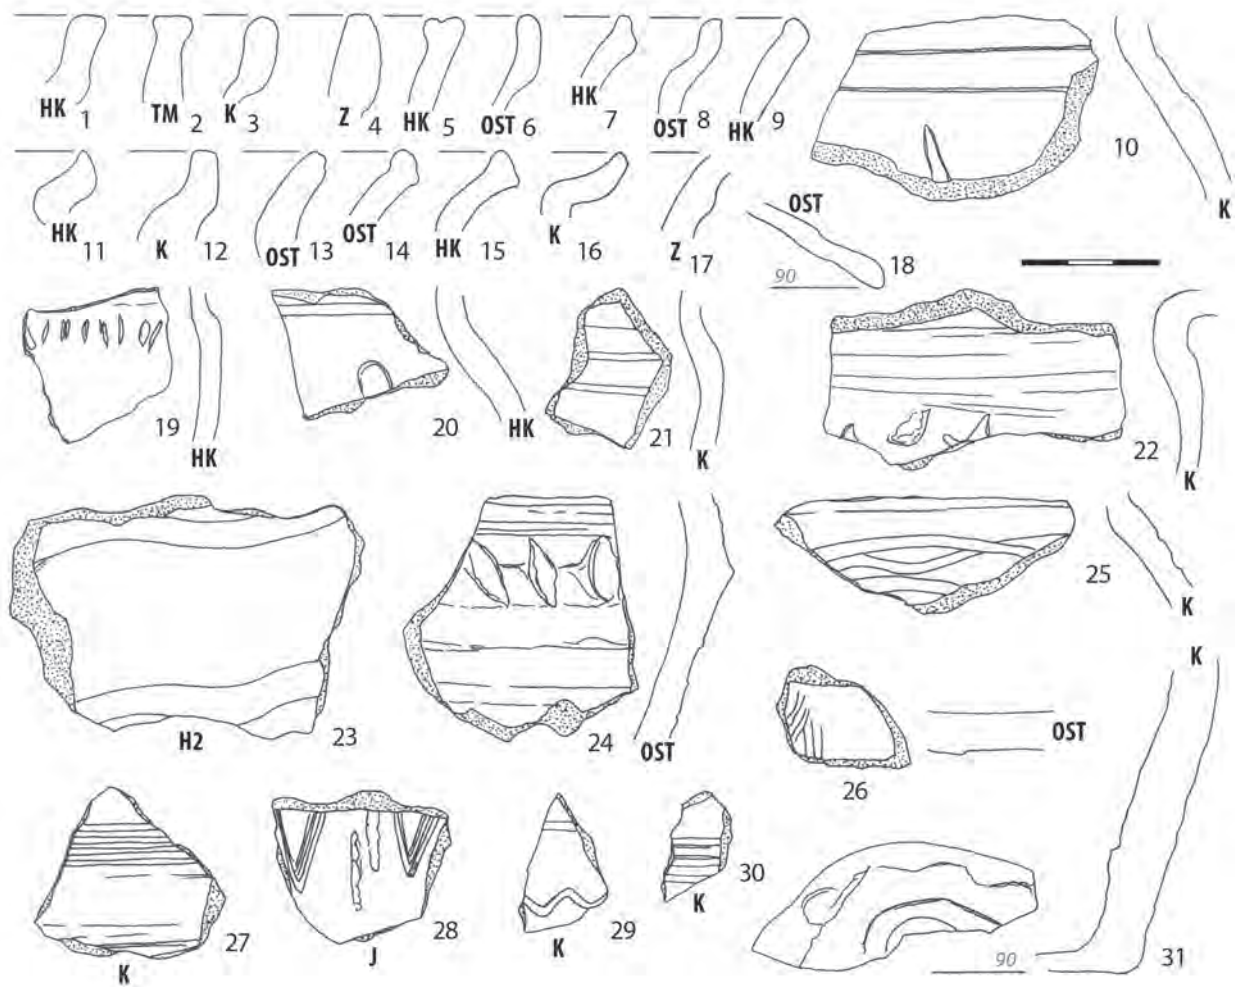 HK 1 TM 2 K 3 Z 4 HK 5 OST 6 HK 7 OST 8 HK 9 10 K
HK 11 K 12 OST 13 OST 14 HK 15 K 16 Z 17 OST 18 90
19 HK 20 HK 21 K 22 K
H2 23 24 OST 25 K
26 OST
27 K 28 J 29 K 30 K 31 K 90